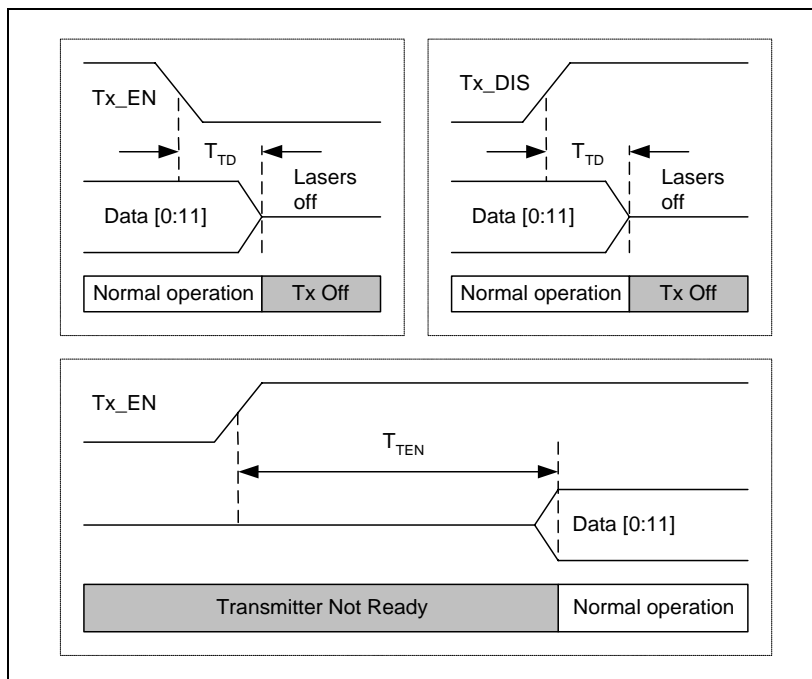 Tx_EN
T_TD
Lasers
off
Data [0:11]
Normal operation
Tx Off
Tx_DIS
T_TD
Lasers
off
Data [0:11]
Normal operation
Tx Off
Tx_EN
T_TEN
Data [0:11]
Transmitter Not Ready
Normal operation